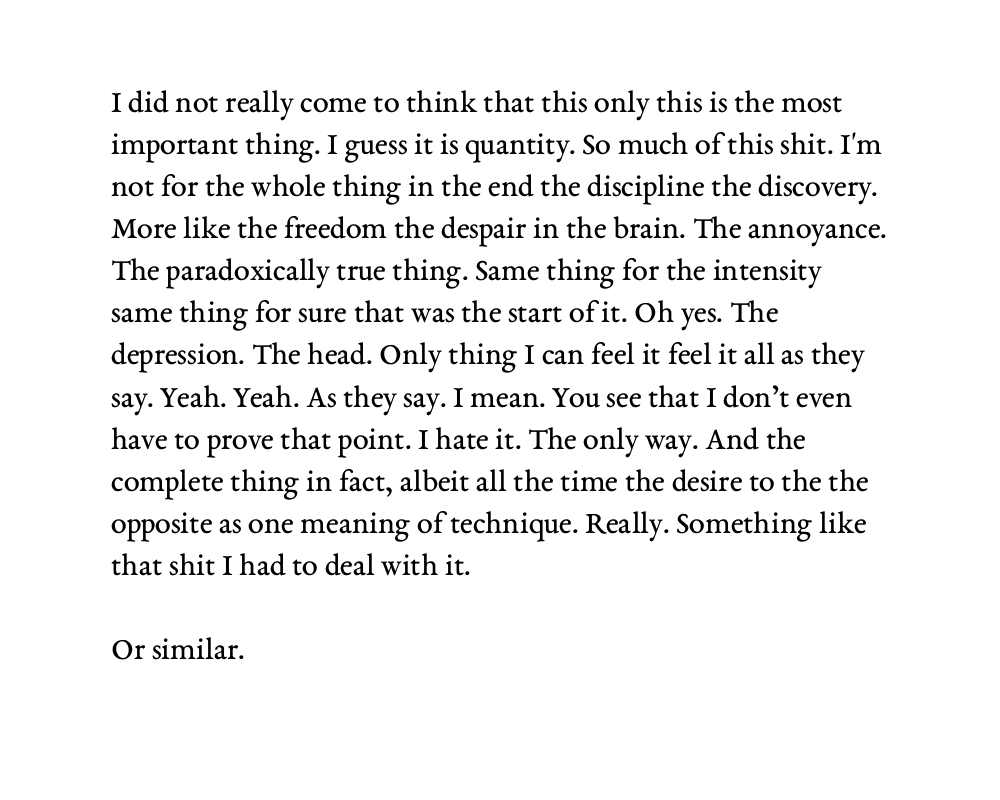 I did not really come to think that this only this is the most
important thing. I guess it is quantity. So much of this shit. I'm
not for the whole thing in the end the discipline the discovery.
More like the freedom the despair in the brain. The annoyance.
The paradoxically true thing. Same thing for the intensity
same thing for sure that was the start of it. Oh yes. The
depression. The head. Only thing I can feel it feel it all as they
say. Yeah. Yeah. As they say. I mean. You see that I don’t even
have to prove that point. I hate it. The only way. And the
complete thing in fact, albeit all the time the desire to the the
opposite as one meaning of technique. Really. Something like
that shit I had to deal with it.

Or similar.